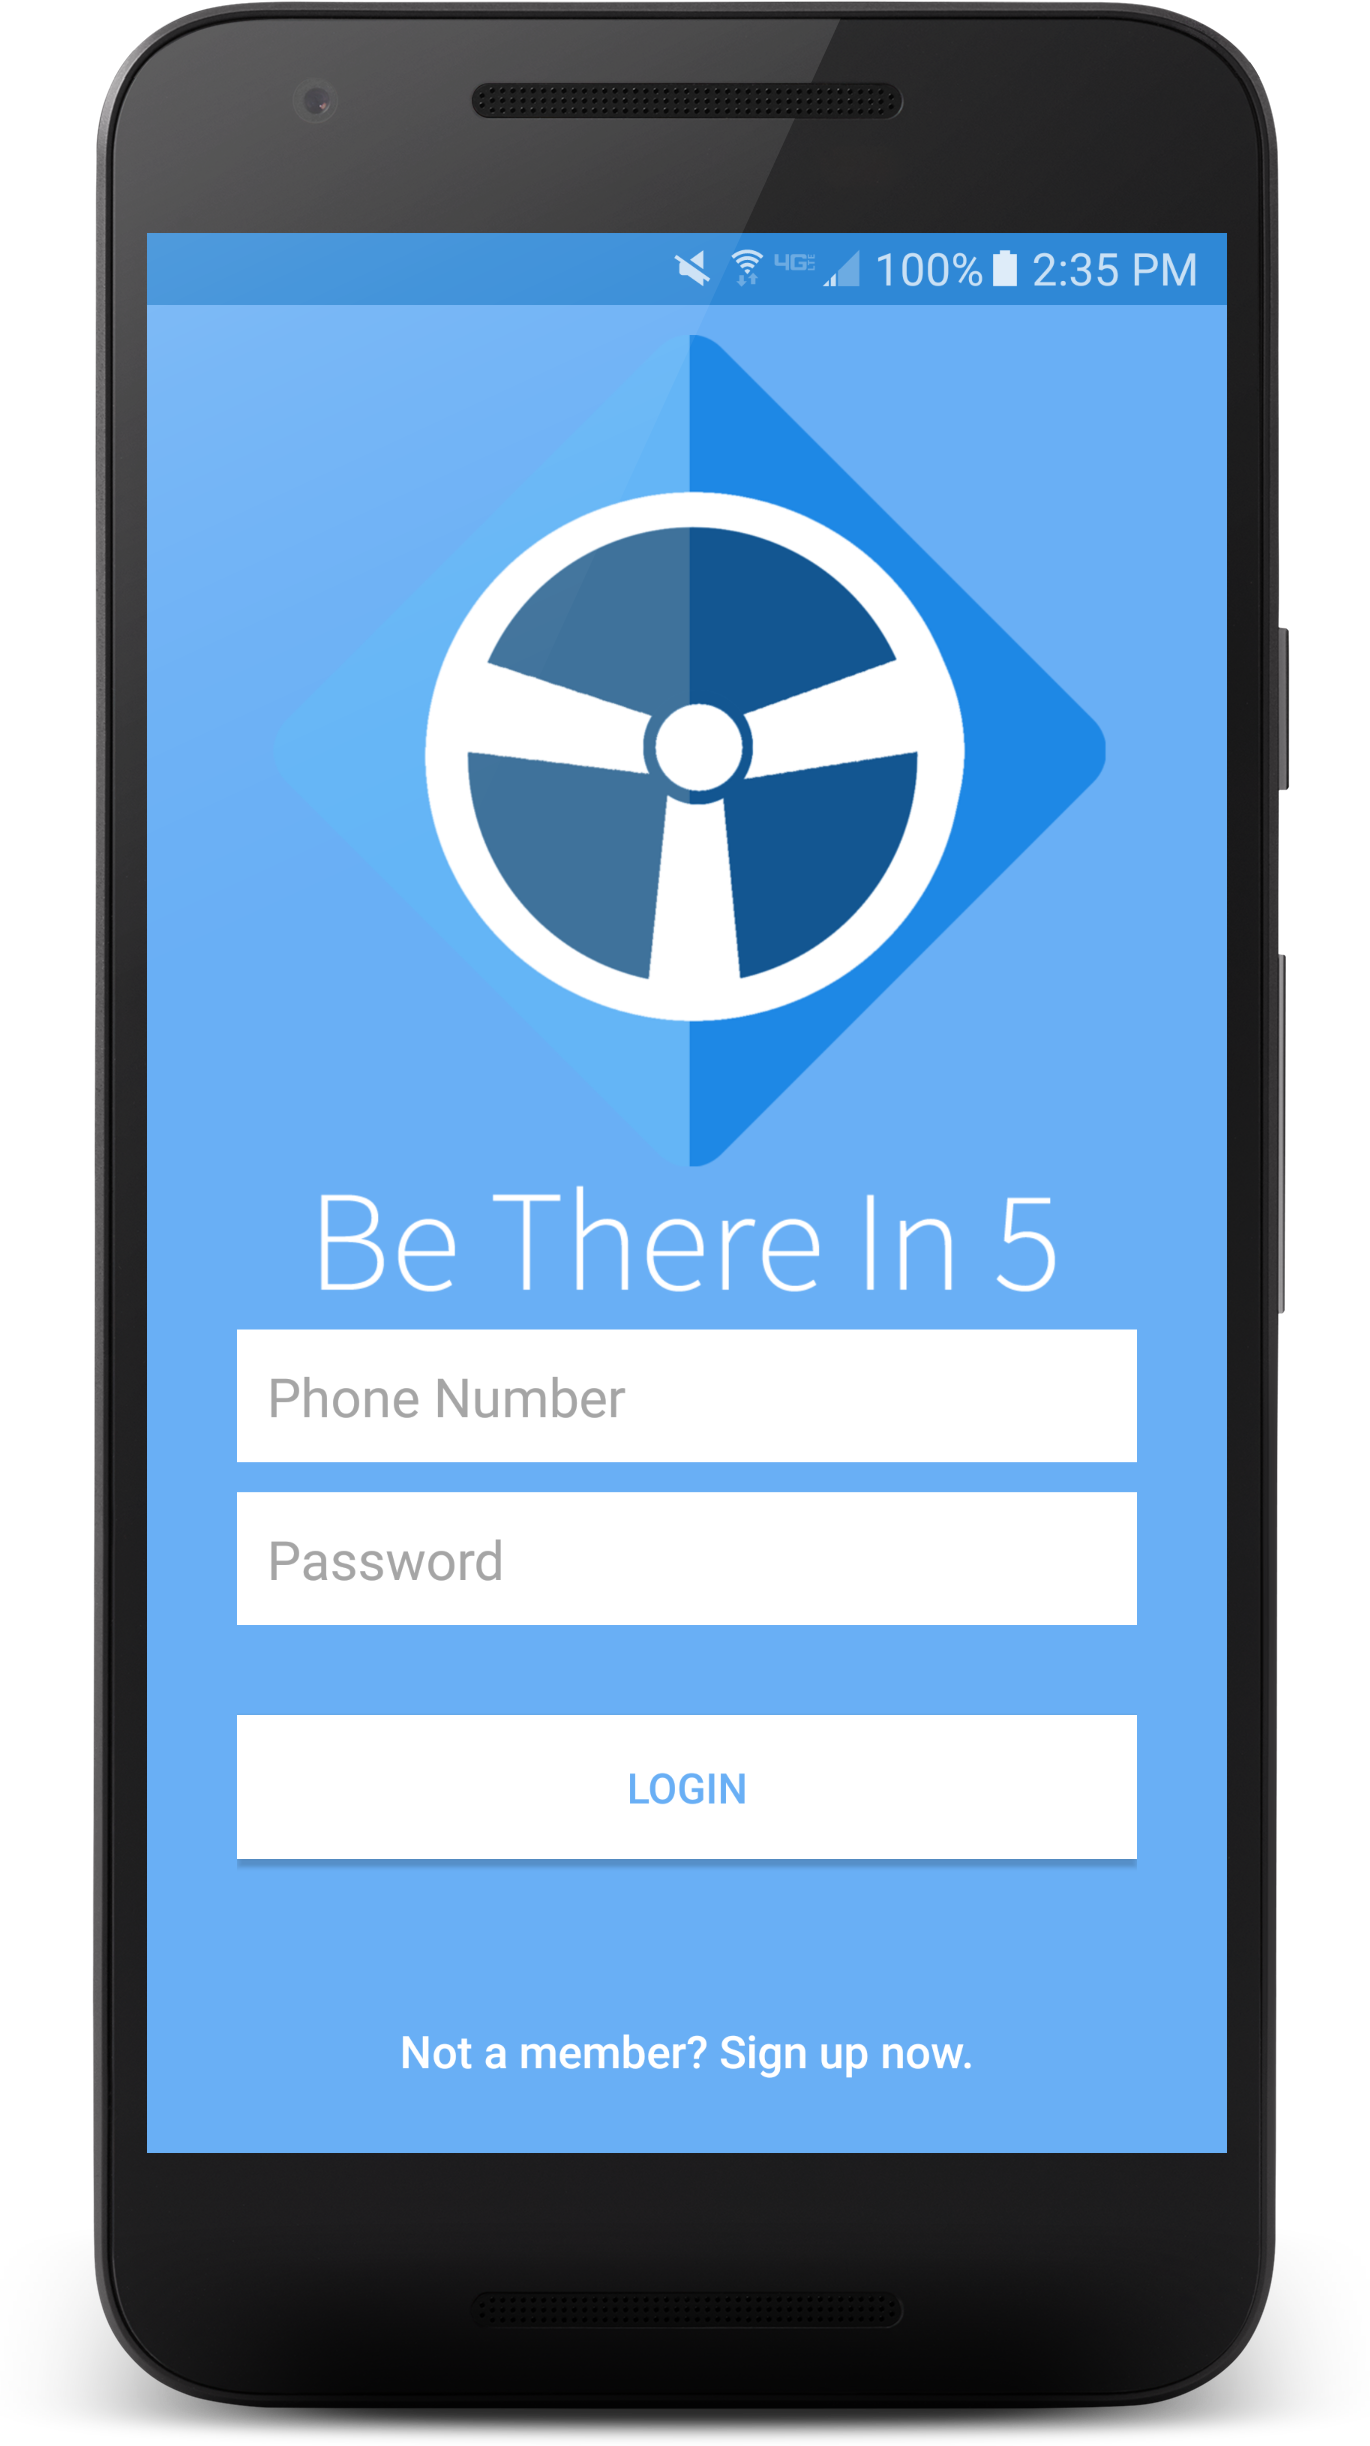 4G LTE 100% 2:35 PM
Be There In 5
Phone Number
Password
LOGIN
Not a member? Sign up now.